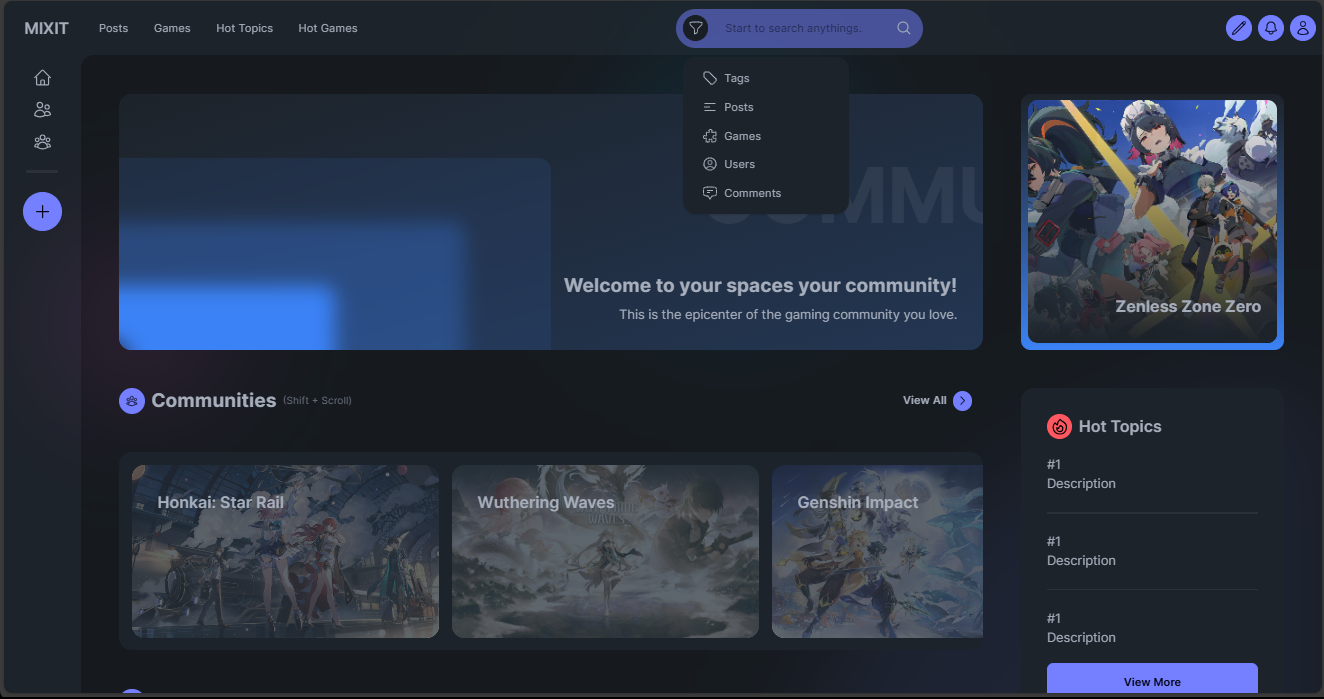 MIXIT
Posts
Games
Hot Topics
Hot Games
Start to search anythings.
Tags
Posts
Games
Users
Comments
COMMU
Welcome to your spaces your community!
This is the epicenter of the gaming community you love.
Zenless Zone Zero
Communities (Shift + Scroll)
View All
Honkai: Star Rail
Wuthering Waves
WAVES
Genshin Impact
Hot Topics
#1
Description
#1
Description
#1
Description
View More